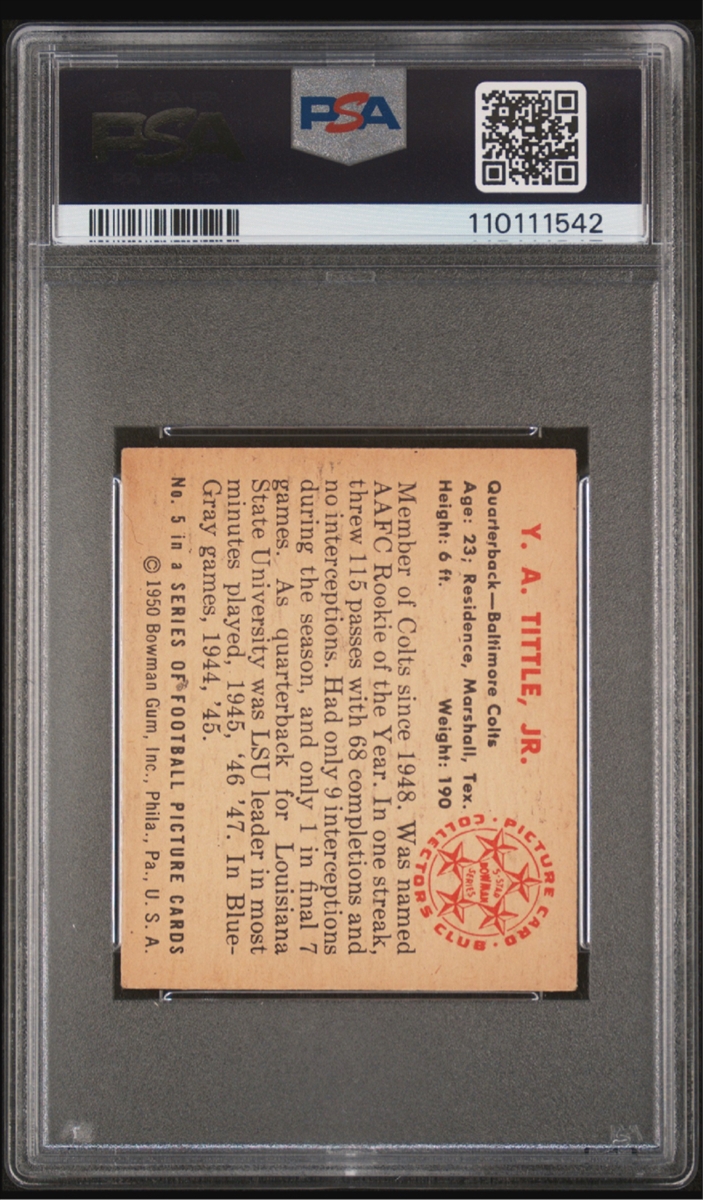 PSA
PSA
110111542
Y. A. TITTLE, JR.
Quarterback—Baltimore Colts
Age: 23; Residence, Marshall, Tex.
Height: 6 ft. Weight: 190
PICTURE CARD • COLLECTORS CLUB •
5-STAR
BOWMAN
SERIES
Member of Colts since 1948. Was named
AAFC Rookie of the Year. In one streak,
threw 115 passes with 68 completions and
no interceptions. Had only 9 interceptions
during the season, and only 1 in final 7
games. As quarterback for Louisiana
State University was LSU leader in most
minutes played, 1945, '46 '47. In Blue-
Gray games, 1944, '45.
No. 5 in a SERIES OF FOOTBALL PICTURE CARDS
©1950 Bowman Gum, Inc., Phila., Pa., U. S. A.